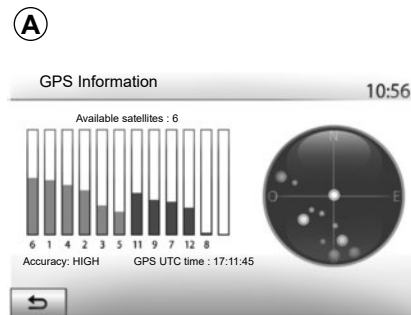 A
GPS Information 10:56
Available satellites : 6
6 1 4 2 3 5 11 9 7 12 8
Accuracy: HIGH GPS UTC time : 17:11:45
N
O E